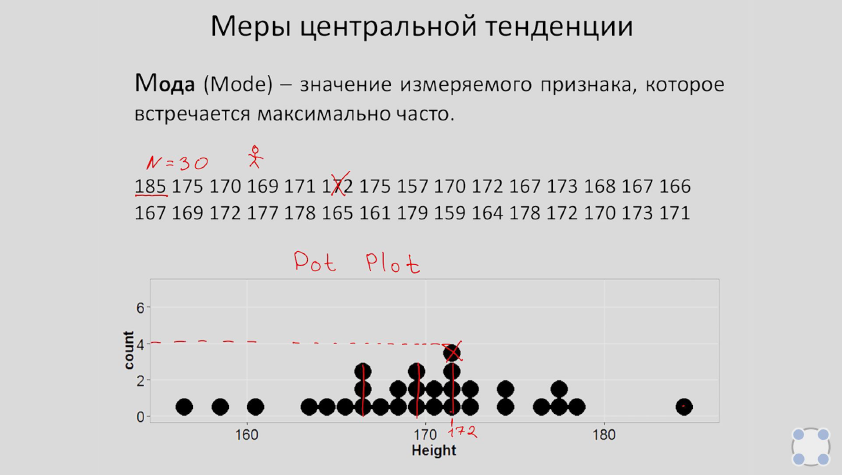 Меры центральной тенденции
Мода (Mode) – значение измеряемого признака, которое
встречается максимально часто.
N = 30
185 175 170 169 171 172 175 157 170 172 167 173 168 167 166
167 169 172 177 178 165 161 179 159 164 178 172 170 173 171
Dot Plot
6
4
2
0
count
160 170 180
172
Height